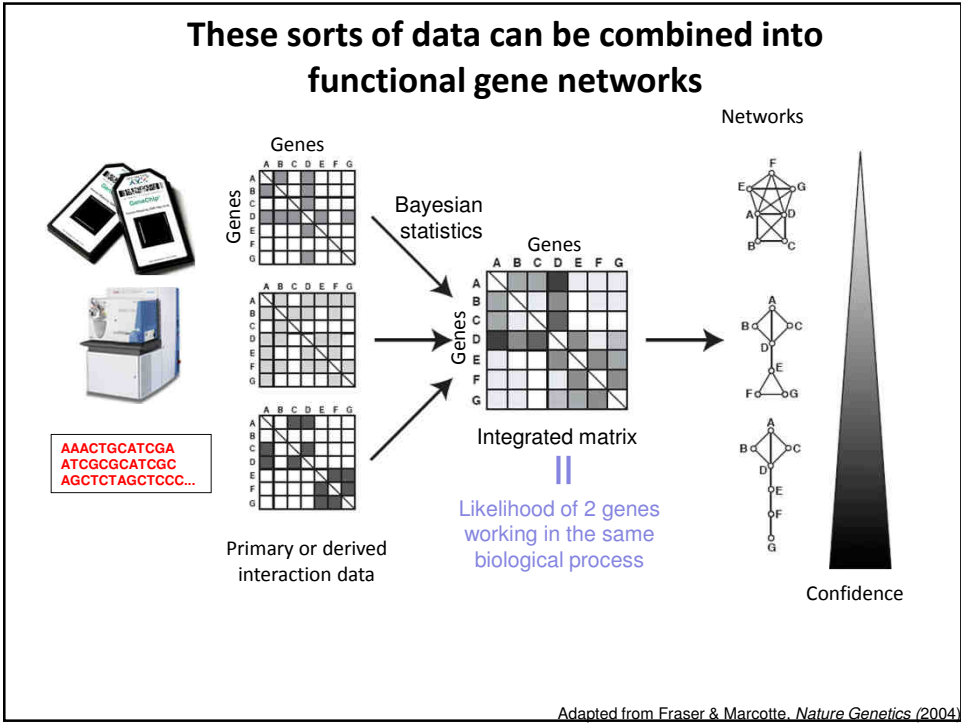 These sorts of data can be combined into
functional gene networks
Networks
Genes
A B C D E F G
Genes
A
B
C
D
E
F
G
GeneChip
Bayesian
statistics
Genes
A B C D E F G
Genes
A
B
C
D
E
F
G
A B C D E F G
A
B
C
D
E
F
G
A B C D E F G
A
B
C
D
E
F
G
F
E G
A D
B C
A
B C
D
E
F G
A
B C
D
E
F
G
AAACTGCATCGA
ATCGCGCATCGC
AGCTCTAGCTCCC...
Integrated matrix
Likelihood of 2 genes
working in the same
biological process
Primary or derived
interaction data
Confidence
Adapted from Fraser & Marcotte, Nature Genetics (2004)